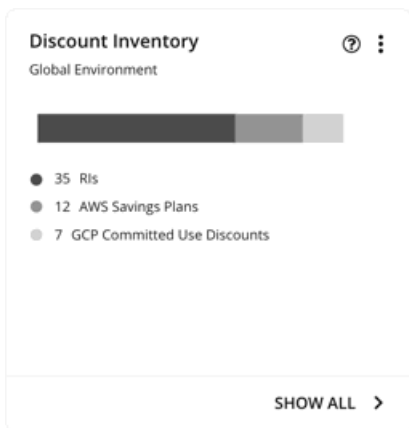 Discount Inventory
Global Environment
35 RIs
12 AWS Savings Plans
7 GCP Committed Use Discounts
SHOW ALL